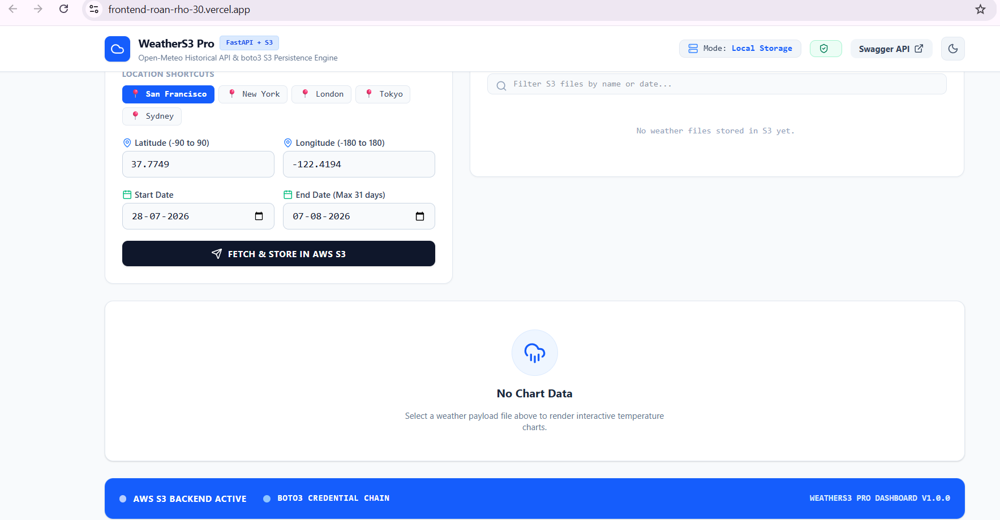 frontend-roan-rho-30.vercel.app
WeatherS3 Pro
FastAPI + S3
Open-Meteo Historical API & boto3 S3 Persistence Engine
Mode: Local Storage
Swagger API
LOCATION SHORTCUTS
San Francisco
New York
London
Tokyo
Sydney
Latitude (-90 to 90)
Longitude (-180 to 180)
37.7749
-122.4194
Start Date
End Date (Max 31 days)
28-07-2026
07-08-2026
FETCH & STORE IN AWS S3
Filter S3 files by name or date...
No weather files stored in S3 yet.
No Chart Data
Select a weather payload file above to render interactive temperature
charts.
AWS S3 BACKEND ACTIVE
BOTO3 CREDENTIAL CHAIN
WEATHERS3 PRO DASHBOARD V1.0.0